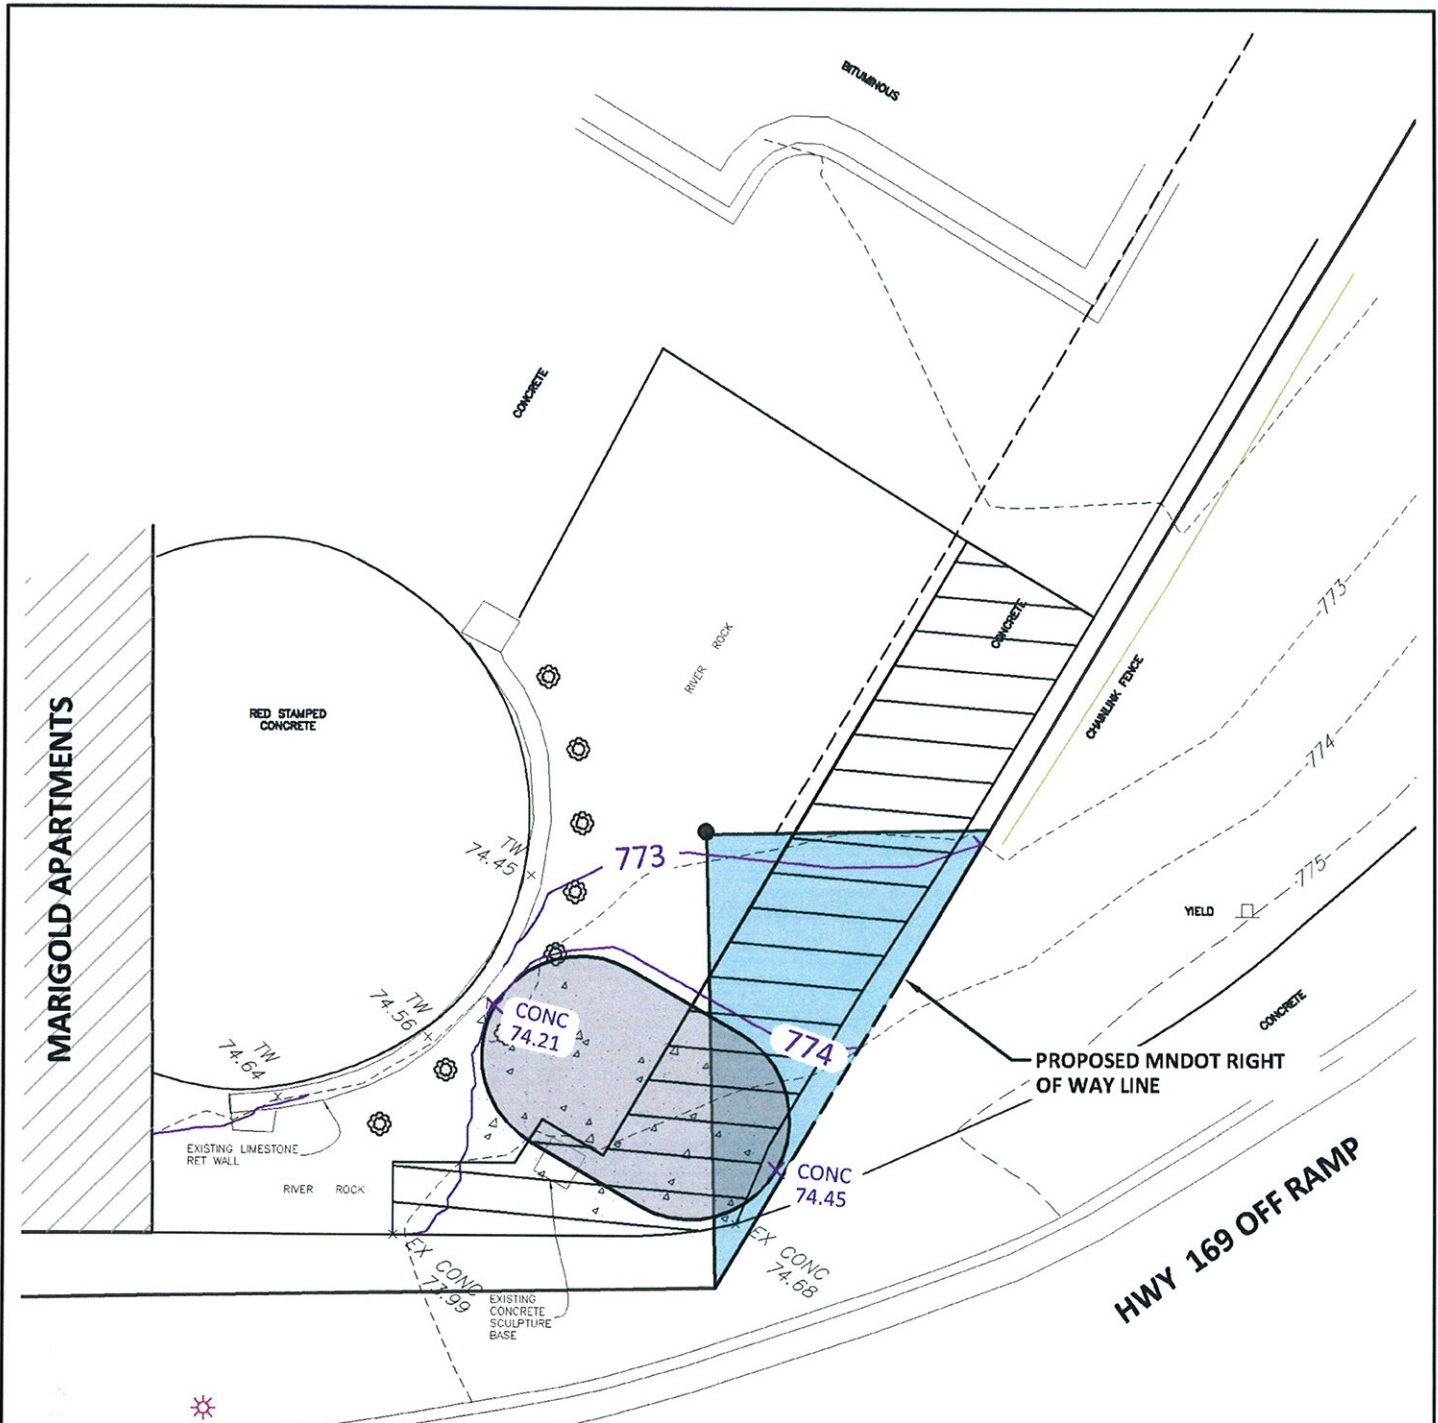 BITUMINOUS
CONCRETE
RIVER ROCK
CONCRETE
773
CHAINLINK FENCE
RED STAMPED
CONCRETE
MARIGOLD APARTMENTS
774
TW
74.45
773
775
YIELD
TW
74.56
CONC
74.21
774
CONCRETE
TW
74.64
PROPOSED MNDOT RIGHT
OF WAY LINE
EXISTING LIMESTONE
RET WALL
RIVER ROCK
CONC
74.45
HWY 169 OFF RAMP
EX CONC
73.99
EX CONC
74.68
EXISTING
CONCRETE
SCULPTURE
BASE